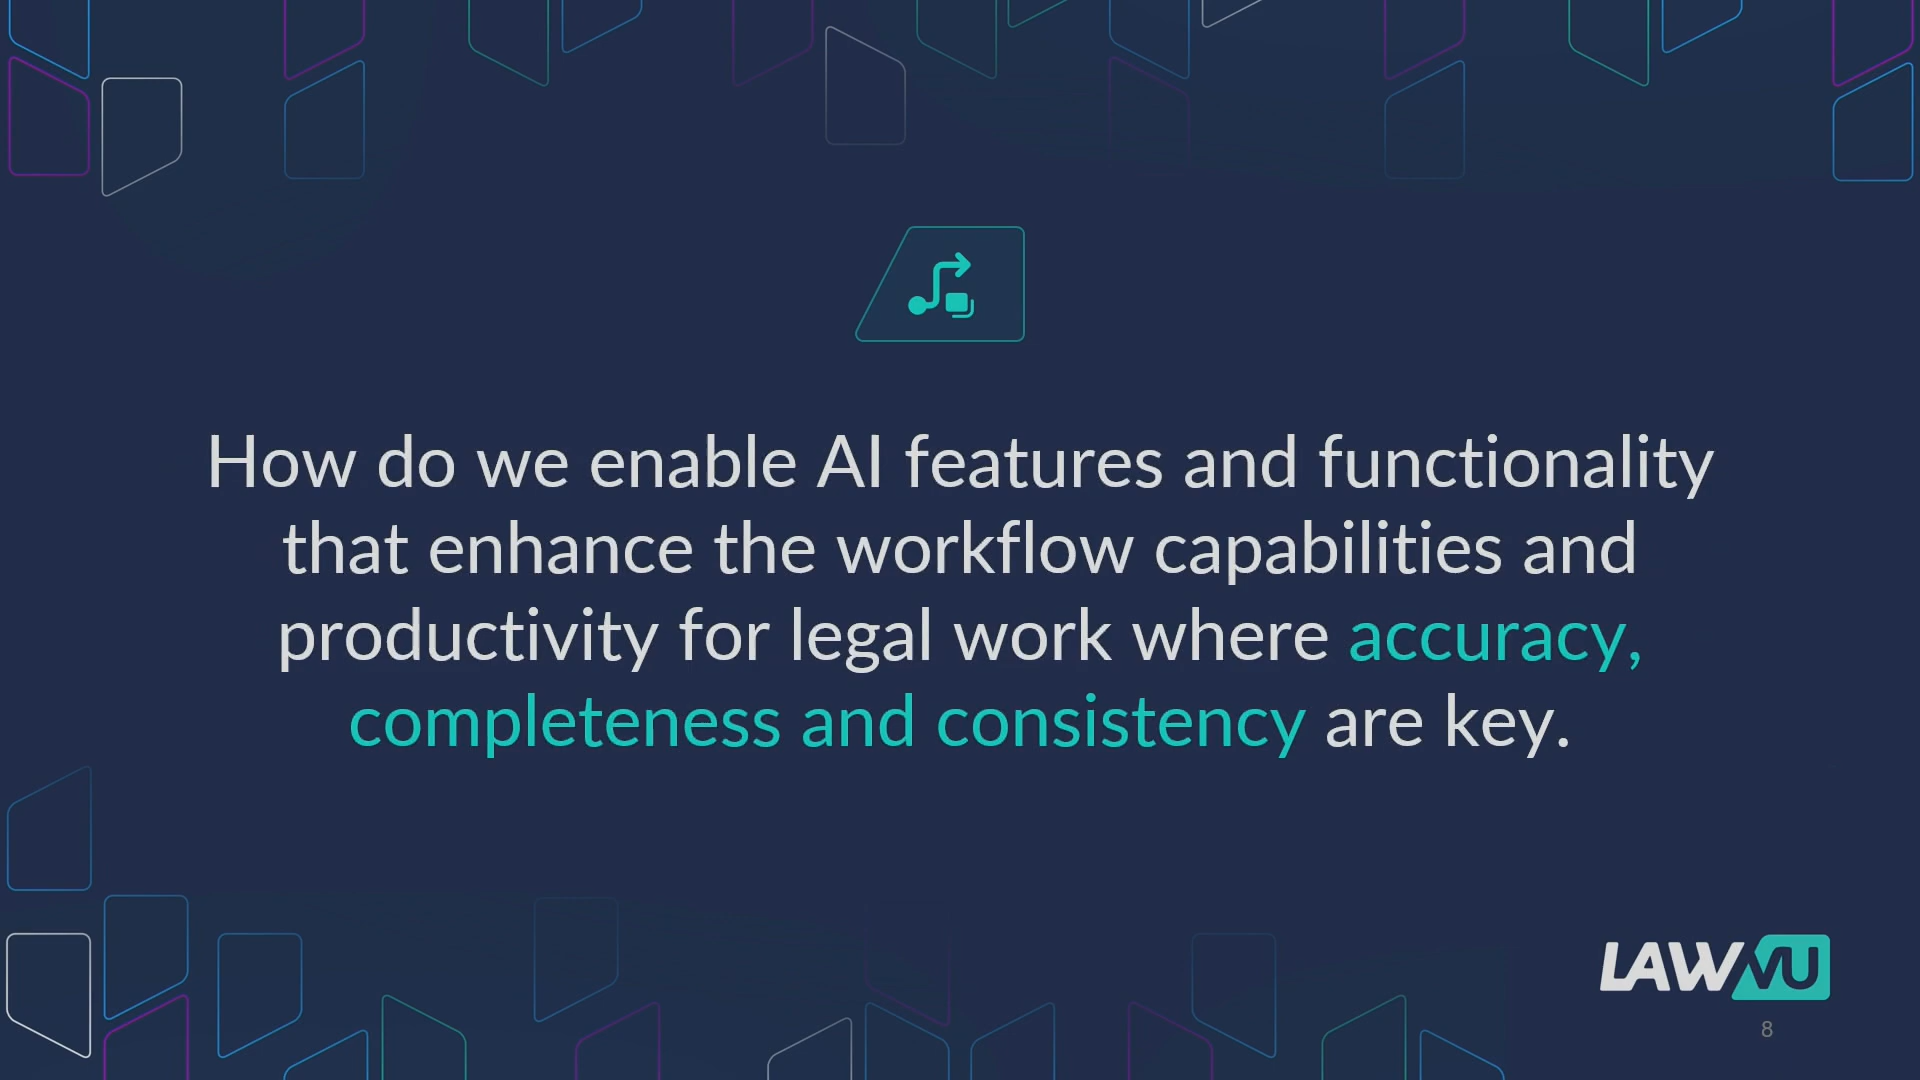 How do we enable AI features and functionality
that enhance the workflow capabilities and
productivity for legal work where accuracy,
completeness and consistency are key.
LAWVU
8